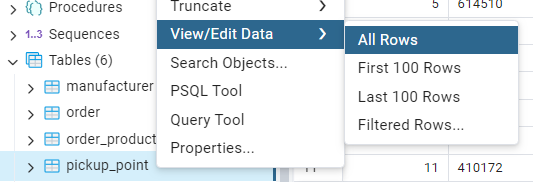 Procedures
Sequences
Tables (6)
manufacturer
order
order_product
pickup_point
Truncate
View/Edit Data
Search Objects...
PSQL Tool
Query Tool
Properties...
All Rows
First 100 Rows
Last 100 Rows
Filtered Rows...
5 614510
11 11 410172